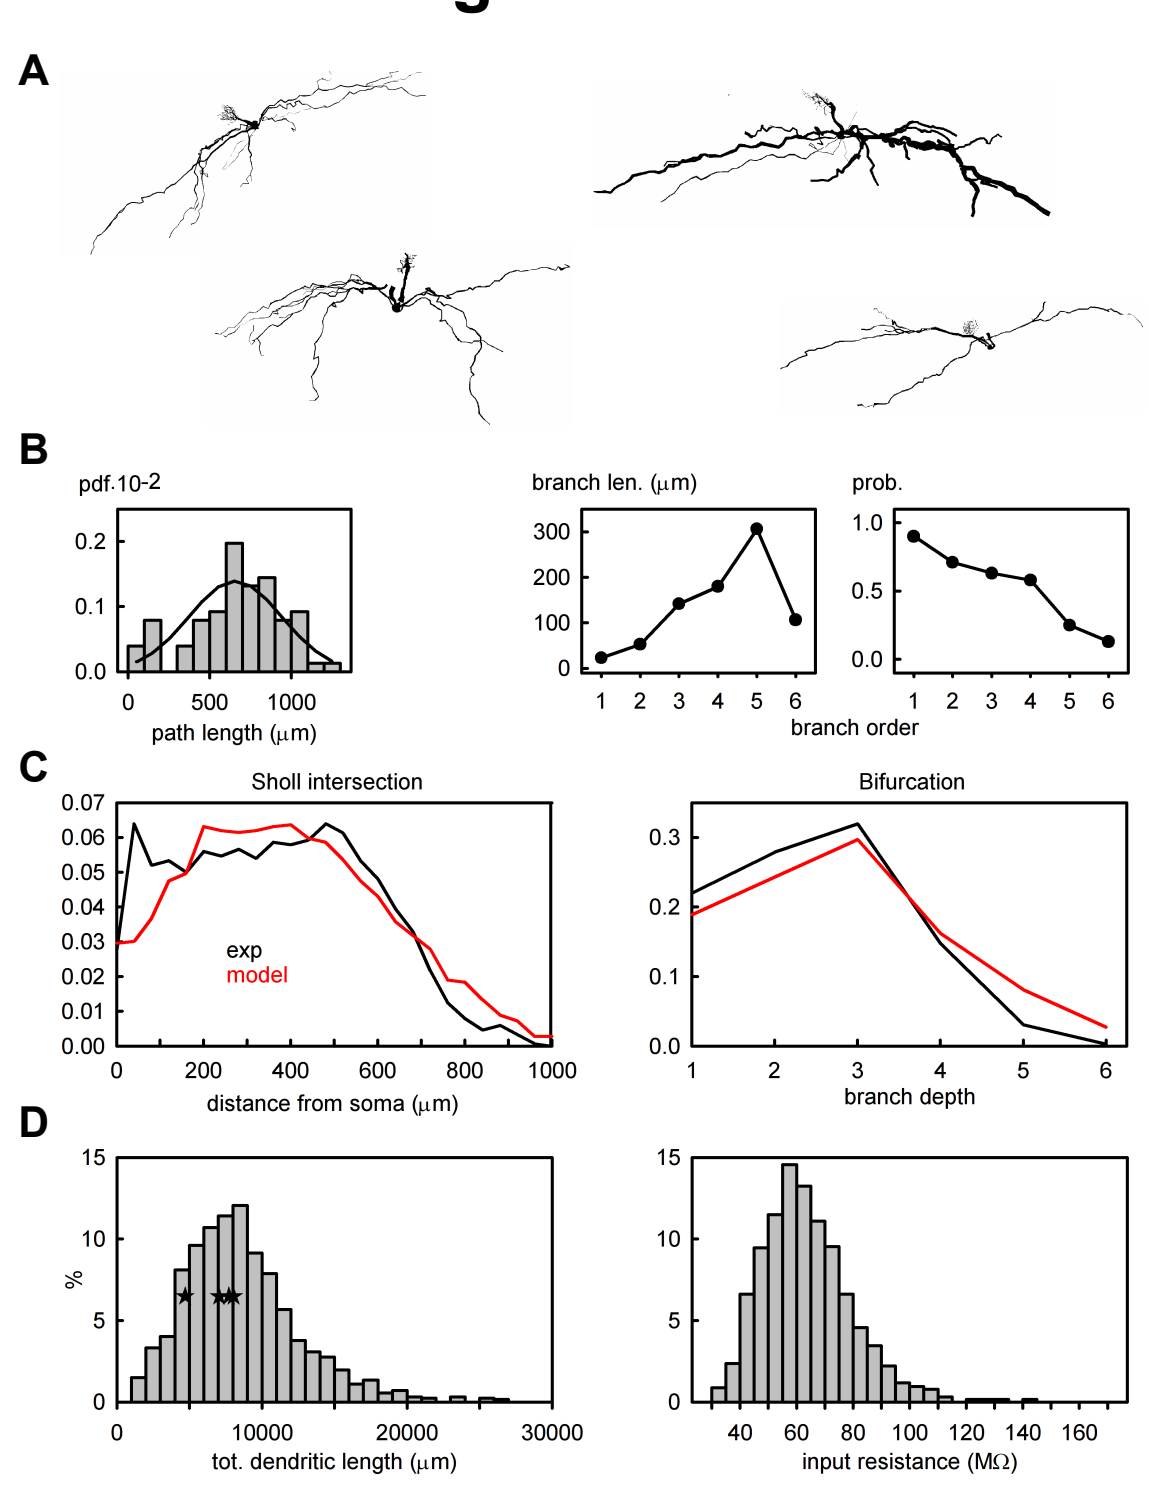 g
A
B
pdf.10-2
branch len. (μm)
prob.
0.2
0.1
0.0
0
500
1000
path length (μm)
300
200
100
0
1 2 3 4 5 6
1.0
0.5
0.0
1 2 3 4 5 6
branch order
C
Sholl intersection
Bifurcation
0.07
0.06
0.05
0.04
0.03
0.02
0.01
0.00
exp
model
0 200 400 600 800 1000
distance from soma (μm)
0.3
0.2
0.1
0.0
1 2 3 4 5 6
branch depth
D
15
10
5
0
%
0 10000 20000 30000
tot. dendritic length (μm)
15
10
5
0
40 60 80 100 120 140 160
input resistance (MΩ)